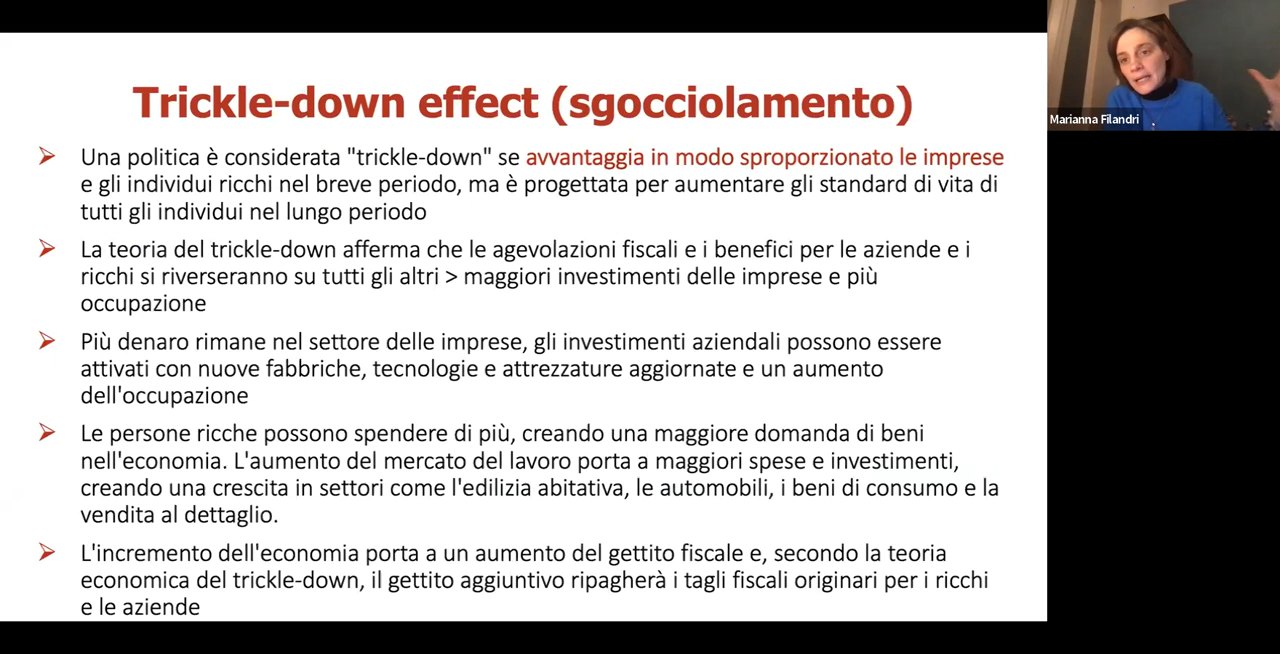 Trickle-down effect (sgocciolamento)
Marianna Filandri
Una politica è considerata "trickle-down" se avvantaggia in modo sproporzionato le imprese
e gli individui ricchi nel breve periodo, ma è progettata per aumentare gli standard di vita di
tutti gli individui nel lungo periodo
La teoria del trickle-down afferma che le agevolazioni fiscali e i benefici per le aziende e i
ricchi si riverseranno su tutti gli altri > maggiori investimenti delle imprese e più
occupazione
Più denaro rimane nel settore delle imprese, gli investimenti aziendali possono essere
attivati con nuove fabbriche, tecnologie e attrezzature aggiornate e un aumento
dell'occupazione
Le persone ricche possono spendere di più, creando una maggiore domanda di beni
nell'economia. L'aumento del mercato del lavoro porta a maggiori spese e investimenti,
creando una crescita in settori come l'edilizia abitativa, le automobili, i beni di consumo e la
vendita al dettaglio.
L'incremento dell'economia porta a un aumento del gettito fiscale e, secondo la teoria
economica del trickle-down, il gettito aggiuntivo ripagherà i tagli fiscali originari per i ricchi
e le aziende